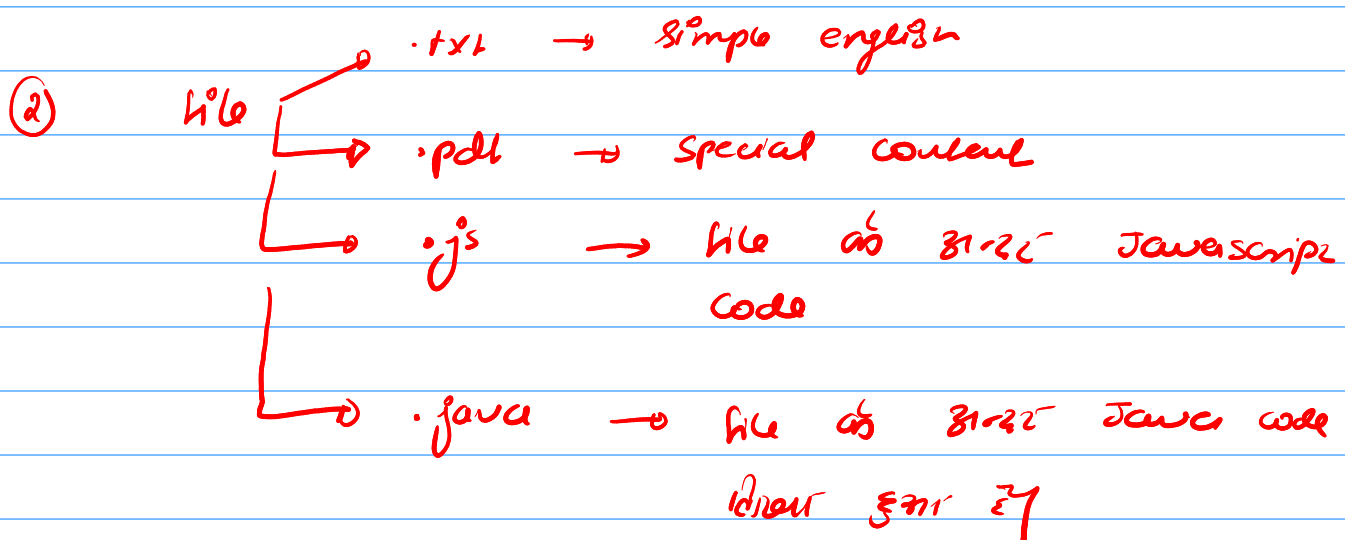 .txt → simple english
② file
.pdf → special content
.js → file के अन्दर Javascript
code
.java → file के अन्दर Java code
लिखा हुआ है